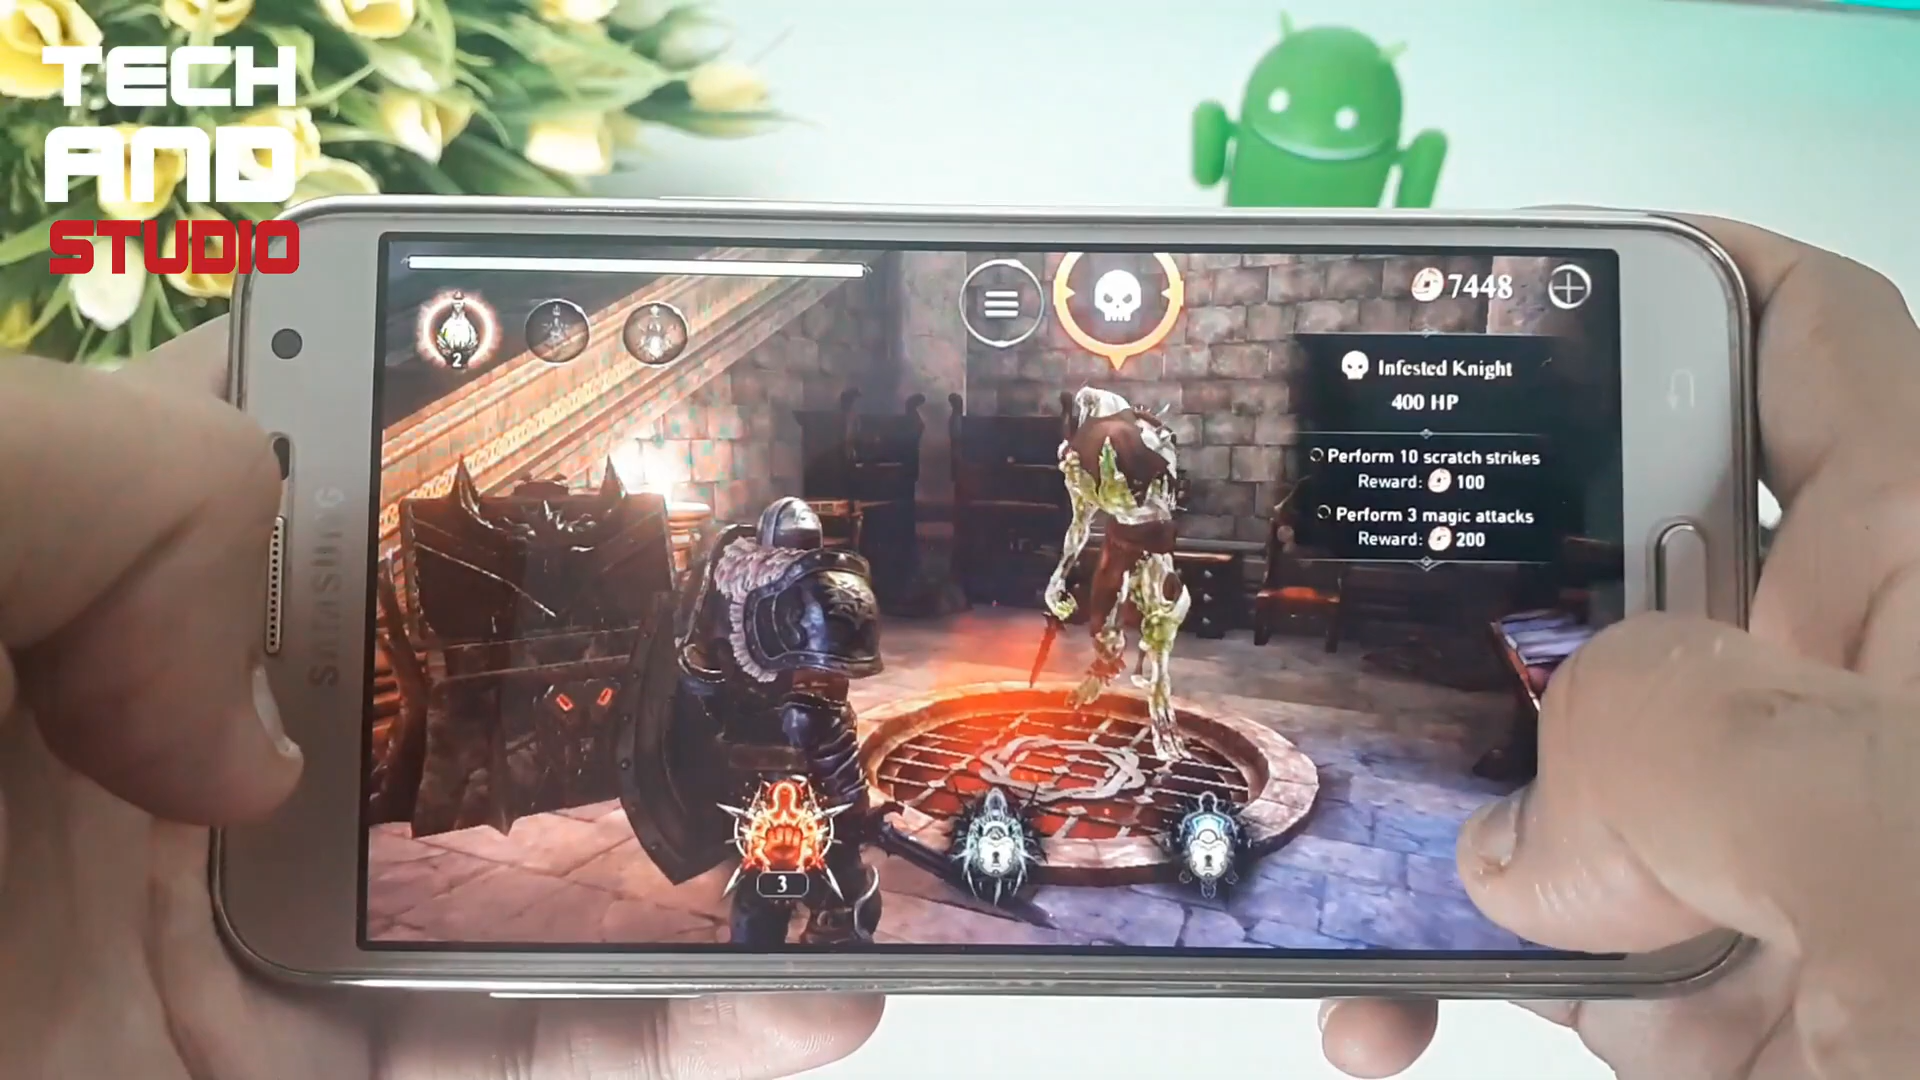 TECH
AND
STUDIO
SAMSUNG
2
7448
Infested Knight
400 HP
Perform 10 scratch strikes
Reward: 100
Perform 3 magic attacks
Reward: 200
3